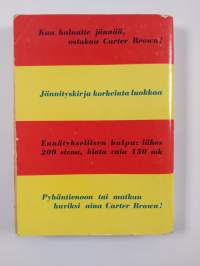 Kun haluatte jännää,
ostakaa Carter Brown!
Jännityskirja korkeinta luokkaa
Ennätyksellisen halpa: lähes
200 sivua, hinta vain 150 mk
Pyhäntienoon tai matkan
huviksi aina Carter Brown!